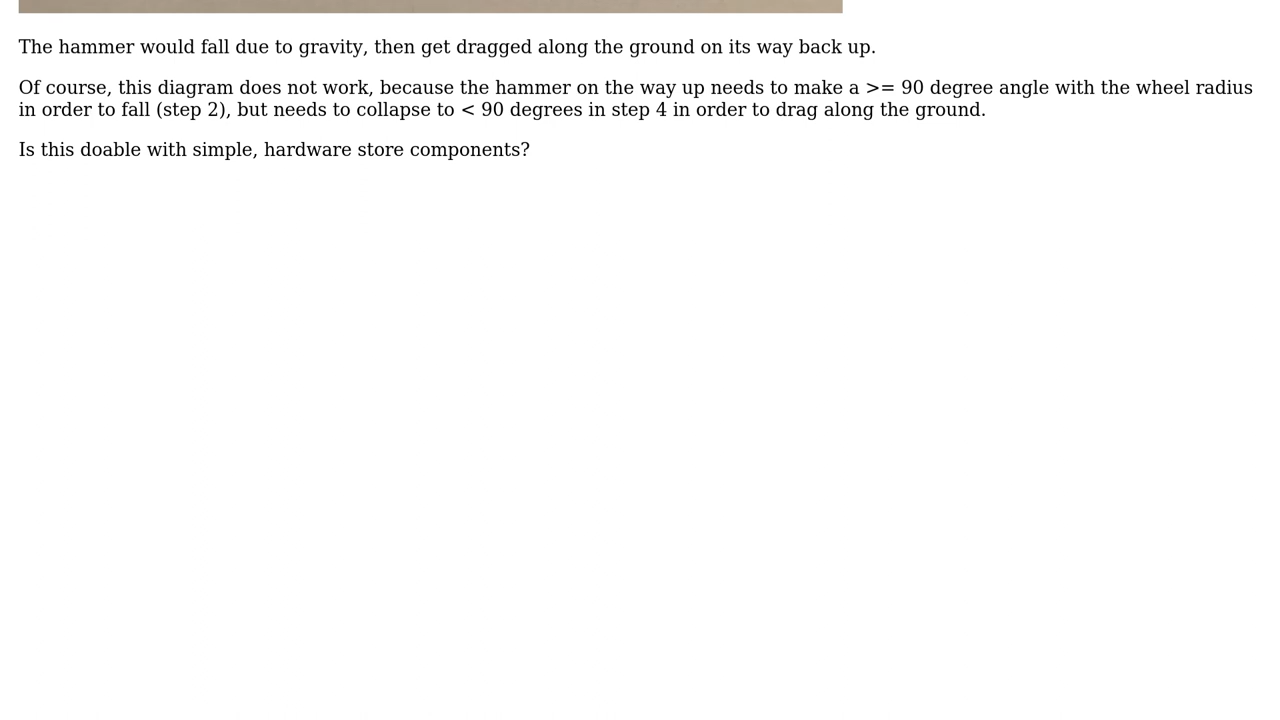 The hammer would fall due to gravity, then get dragged along the ground on its way back up.
Of course, this diagram does not work, because the hammer on the way up needs to make a >= 90 degree angle with the wheel radius
in order to fall (step 2), but needs to collapse to < 90 degrees in step 4 in order to drag along the ground.
Is this doable with simple, hardware store components?